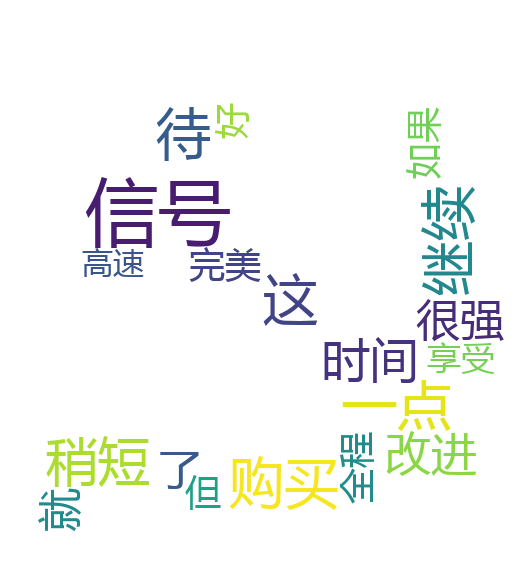 待
好
如果
信号
继续
高速
完美
这
很强
时间
享受
一点
稍短
了
改进
全程
购买
但
就